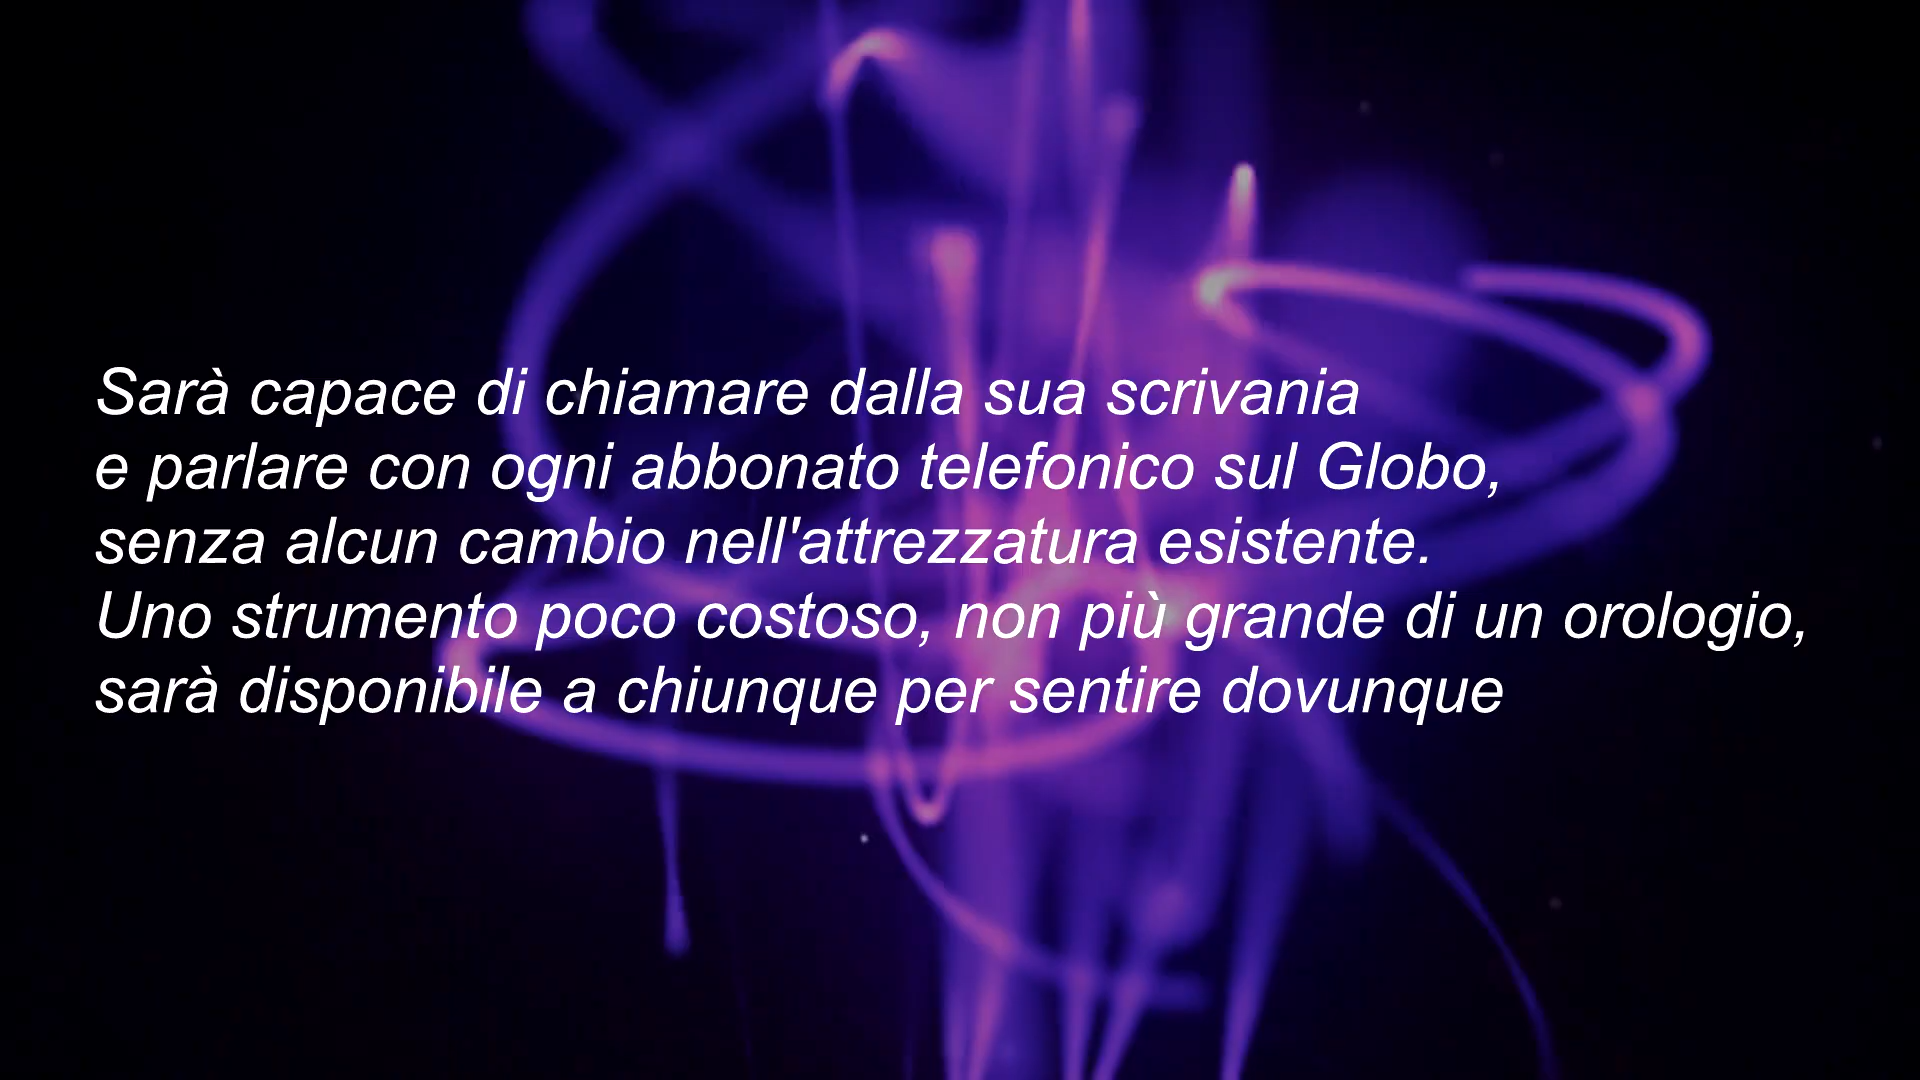 Sarà capace di chiamare dalla sua scrivania
e parlare con ogni abbonato telefonico sul Globo,
senza alcun cambio nell'attrezzatura esistente.
Uno strumento poco costoso, non più grande di un orologio,
sarà disponibile a chiunque per sentire dovunque